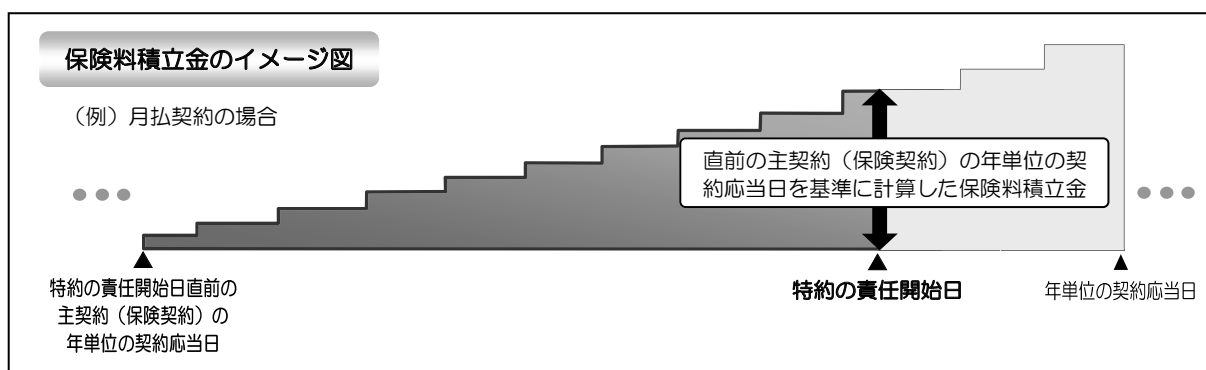 保険料積立金のイメージ図
（例）月払契約の場合
直前の主契約（保険契約）の年単位の契
約応当日を基準に計算した保険料積立金
特約の責任開始日直前の
主契約（保険契約）の
年単位の契約応当日
特約の責任開始日
年単位の契約応当日